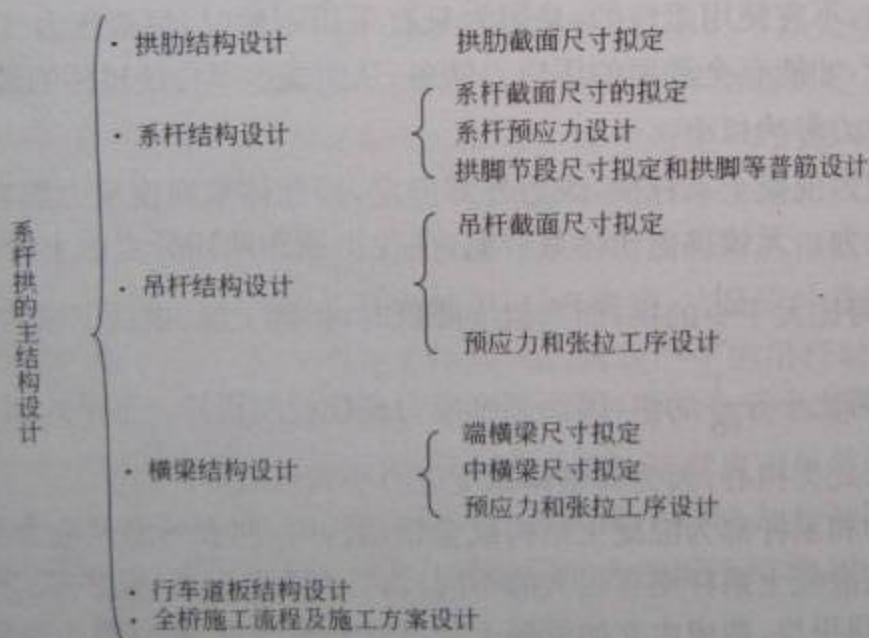 系杆拱的主结构设计
· 拱肋结构设计
拱肋截面尺寸拟定
· 系杆结构设计
系杆截面尺寸的拟定
系杆预应力设计
拱脚节段尺寸拟定和拱脚等普筋设计
· 吊杆结构设计
吊杆截面尺寸拟定
预应力和张拉工序设计
· 横梁结构设计
端横梁尺寸拟定
中横梁尺寸拟定
预应力和张拉工序设计
· 行车道板结构设计
· 全桥施工流程及施工方案设计